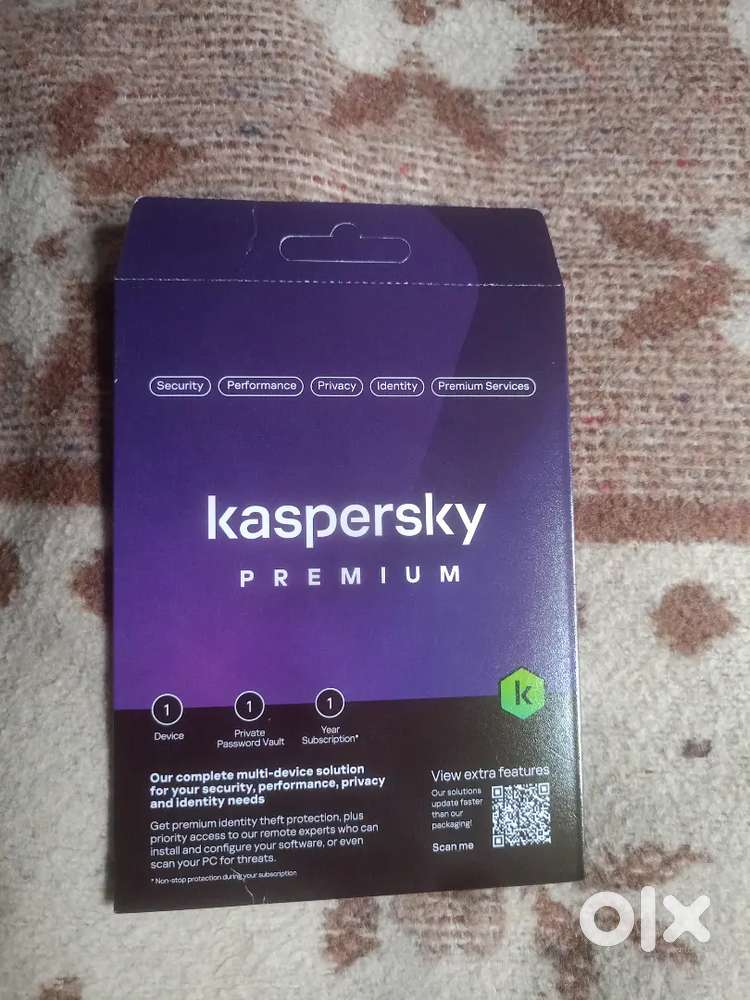 Security Performance Privacy Identity Premium Services
kaspersky
PREMIUM
k
1 1 1
Device Private Year
Password Vault Subscription*
Our complete multi-device solution
for your security, performance, privacy
and identity needs
Get premium identity theft protection, plus
priority access to our remote experts who can
install and configure your software, or even
scan your PC for threats.
* Non-stop protection during your subscription
View extra features
Our solutions
update faster
than our
packaging!
Scan me
olx